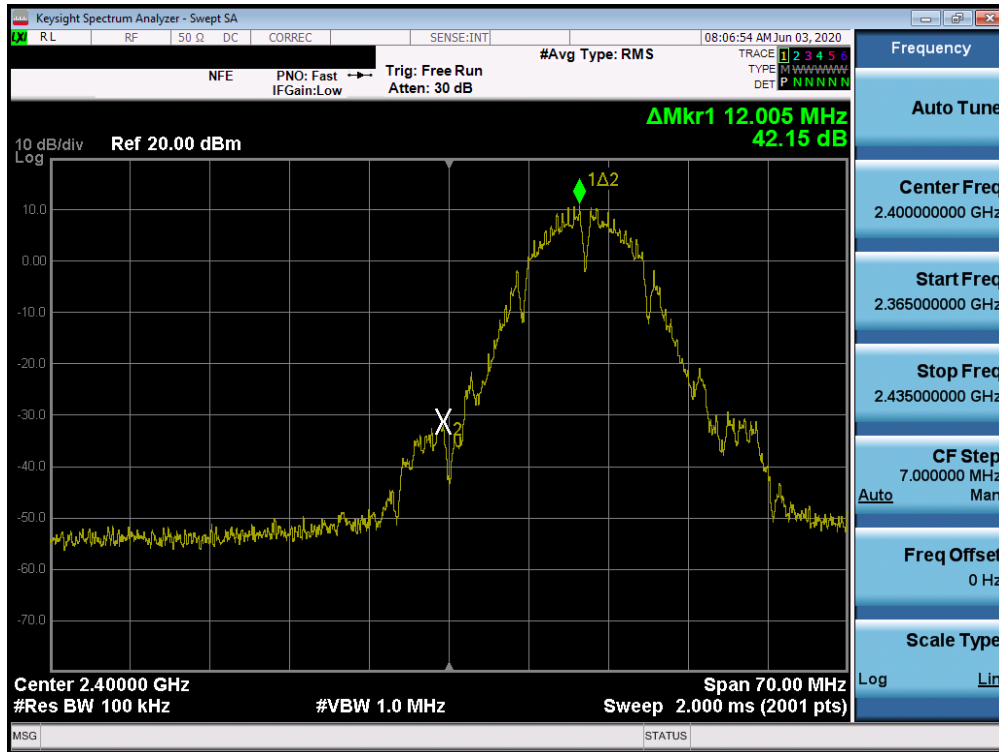 Keysight Spectrum Analyzer - Swept SA
LXI RL RF 50 Ω DC CORREC SENSE:INT 08:06:54 AM Jun 03, 2020
NFE
PNO: Fast
IFGain:Low
Trig: Free Run
Atten: 30 dB
#Avg Type: RMS
TRACE 1 2 3 4 5 6
TYPE M W W W W W
DET P N N N N N
ΔMkr1 12.005 MHz
42.15 dB
10 dB/div Ref 20.00 dBm
Log
1Δ2
10.0
0.00
-10.0
-20.0
-30.0
X2
-40.0
-50.0
-60.0
-70.0
Center 2.40000 GHz Span 70.00 MHz
#Res BW 100 kHz #VBW 1.0 MHz Sweep 2.000 ms (2001 pts)
MSG STATUS
Frequency
Auto Tune
Center Freq
2.400000000 GHz
Start Freq
2.365000000 GHz
Stop Freq
2.435000000 GHz
CF Step
7.000000 MHz
Auto Man
Freq Offset
0 Hz
Scale Type
Log Lin